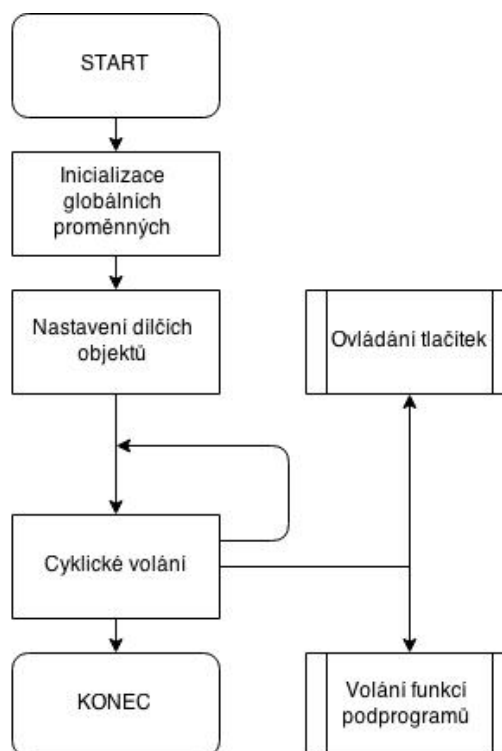 START
Inicializace
globálních
proměnných
Nastavení dílčích
objektů
Ovládání tlačítek
Cyklické volání
KONEC
Volání funkcí
podprogramů